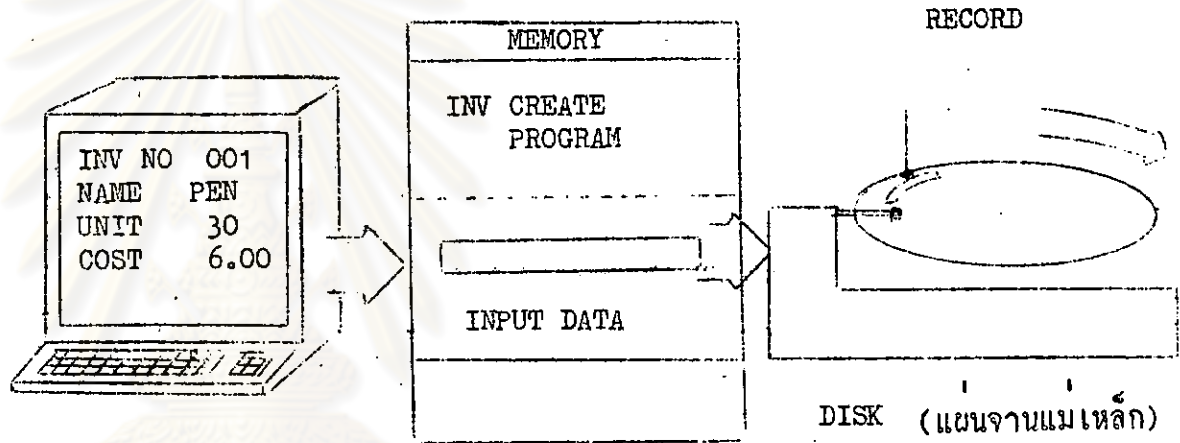 INV NO 001
NAME PEN
UNIT 30
COST 6.00
MEMORY
INV CREATE
PROGRAM
INPUT DATA
RECORD
DISK (แผ่นจานแม่เหล็ก)